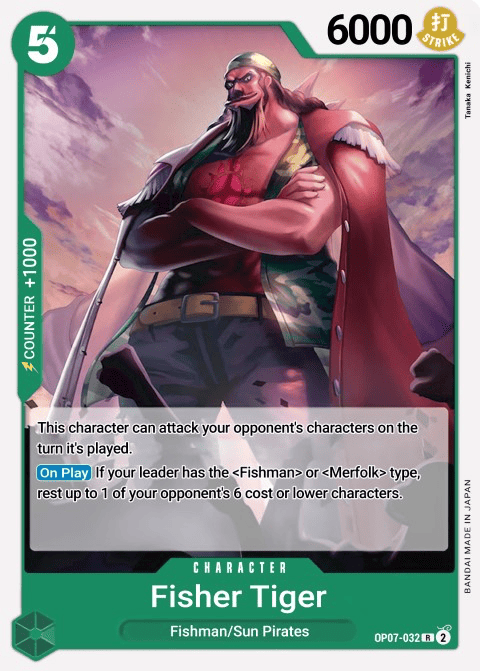 5
6000
打
STRIKE
Tanaka Kenichi
COUNTER +1000
This character can attack your opponent's characters on the
turn it's played.
On Play If your leader has the <Fishman> or <Merfolk> type,
rest up to 1 of your opponent's 6 cost or lower characters.
BANDAI MADE IN JAPAN
CHARACTER
Fisher Tiger
Fishman/Sun Pirates
OP07-032 R 2